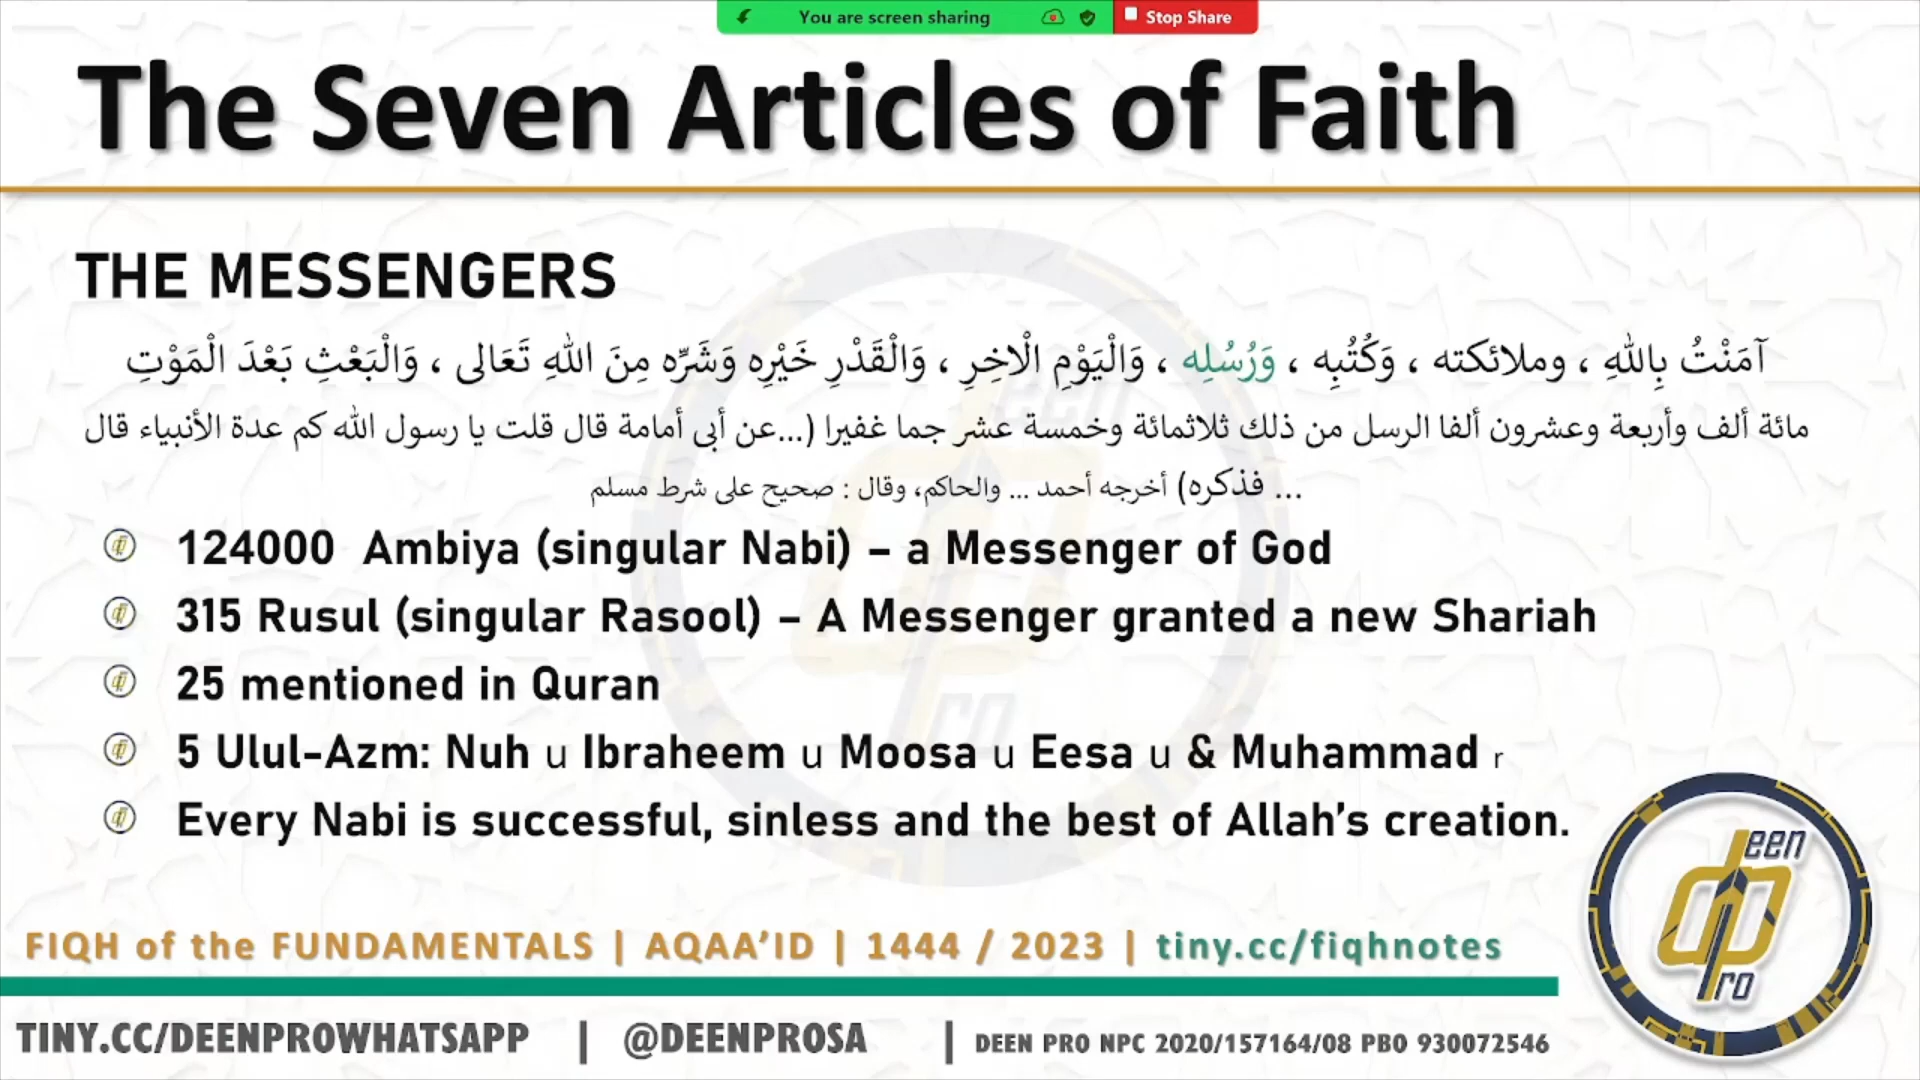 You are screen sharing
Stop Share
The Seven Articles of Faith
THE MESSENGERS
آمَنْتُ بِاللهِ ، وملائكته ، وَكُتُبِه ، وَرُسُلِه ، وَالْيَوْمِ الْاخِرِ ، وَالْقَدْرِ خَيْرِه وَشَرِّه مِنَ اللهِ تَعَالى ، وَالْبَعْثِ بَعْدَ الْمَوْتِ
مائة ألف وأربعة وعشرون ألفا الرسل من ذلك ثلاثمائة وخمسة عشر جما غفيرا (...عن أبى أمامة قال قلت يا رسول الله كم عدة الأنبياء قال
... فذكره) أخرجه أحمد ... والحاكم، وقال : صحيح على شرط مسلم
124000 Ambiya (singular Nabi) – a Messenger of God
315 Rusul (singular Rasool) – A Messenger granted a new Shariah
25 mentioned in Quran
5 Ulul-Azm: Nuh u Ibraheem u Moosa u Eesa u & Muhammad r
Every Nabi is successful, sinless and the best of Allah's creation.
FIQH of the FUNDAMENTALS | AQAA'ID | 1444 / 2023 | tiny.cc/fiqhnotes
een
ro
TINY.CC/DEENPROWHATSAPP | @DEENPROSA | DEEN PRO NPC 2020/157164/08 PBO 930072546